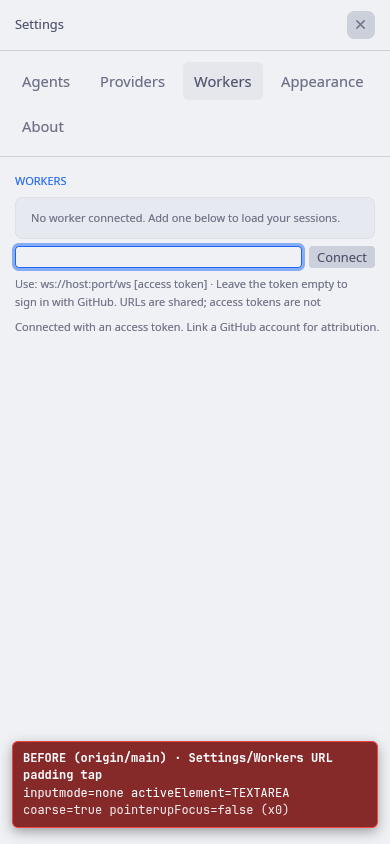 Settings
Agents Providers Workers Appearance
About
WORKERS
No worker connected. Add one below to load your sessions.
Connect
Use: ws://host:port/ws [access token] · Leave the token empty to
sign in with GitHub. URLs are shared; access tokens are not
Connected with an access token. Link a GitHub account for attribution.
BEFORE (origin/main) · Settings/Workers URL
padding tap
inputmode=none activeElement=TEXTAREA
coarse=true pointerupFocus=false (x0)